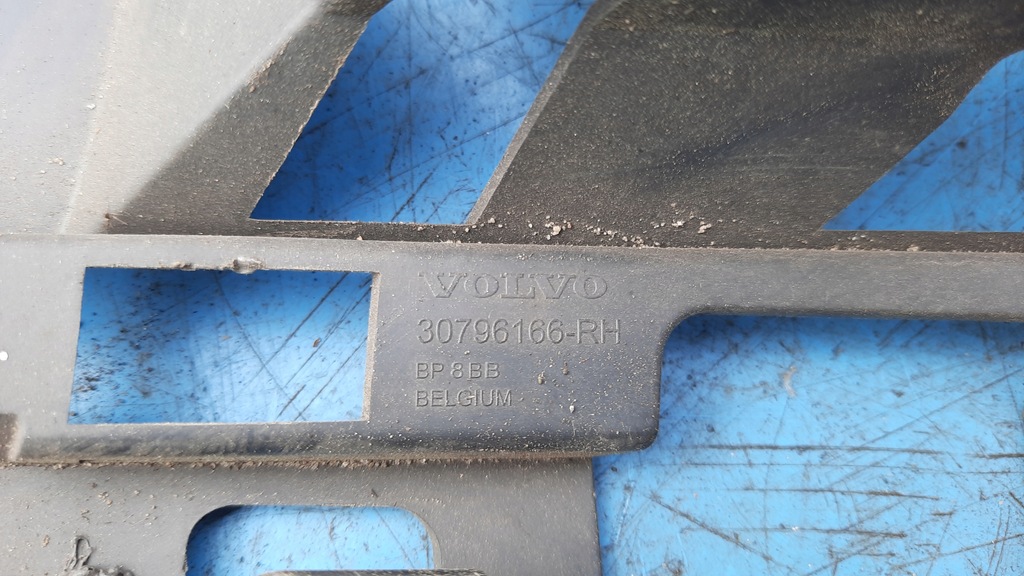 VOLVO
30796166-RH
BP 8 BB
BELGIUM